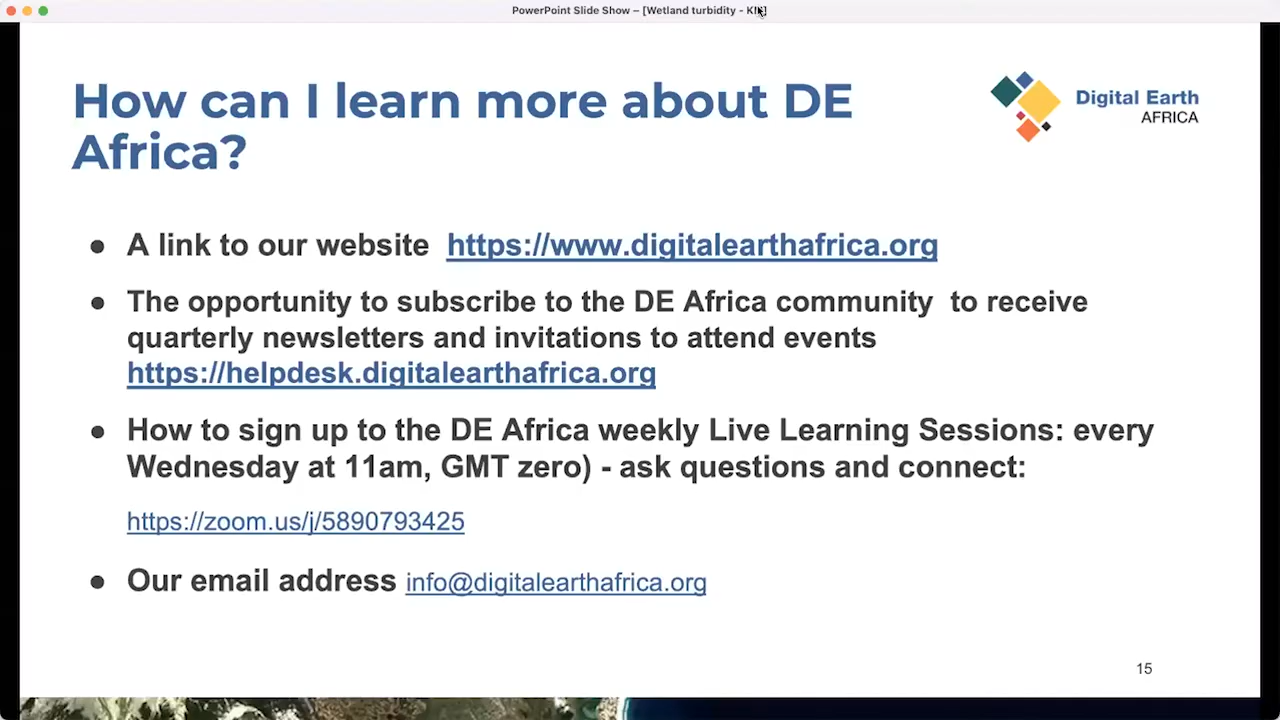 PowerPoint Slide Show – [Wetland turbidity -
How can I learn more about DE
Africa?
Digital Earth
AFRICA
● A link to our website https://www.digitalearthafrica.org
● The opportunity to subscribe to the DE Africa community to receive
quarterly newsletters and invitations to attend events
https://helpdesk.digitalearthafrica.org
● How to sign up to the DE Africa weekly Live Learning Sessions: every
Wednesday at 11am, GMT zero) - ask questions and connect:
https://zoom.us/j/5890793425
● Our email address info@digitalearthafrica.org
15